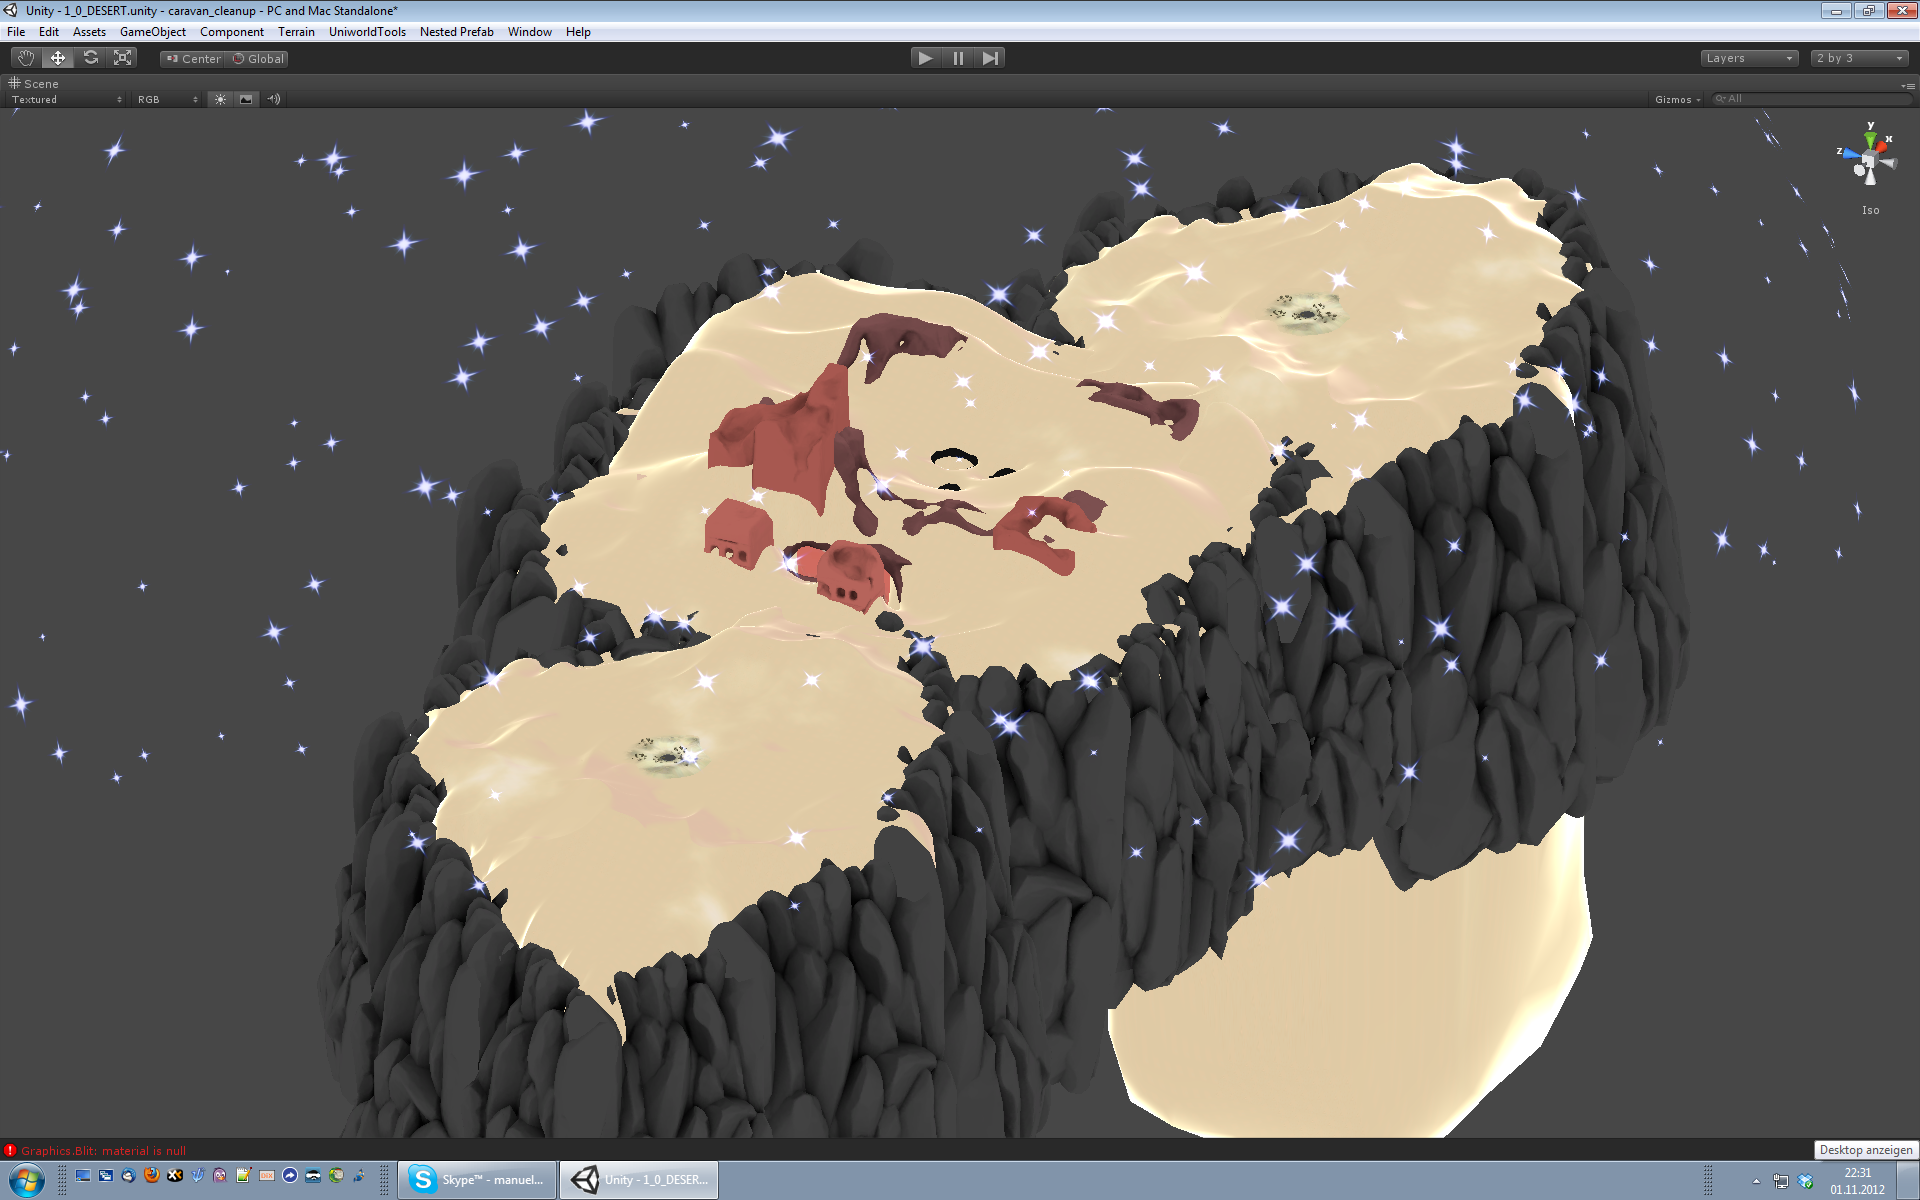 Unity - 1_0_DESERT.unity - caravan_cleanup - PC and Mac Standalone*
File Edit Assets GameObject Component Terrain UniworldTools Nested Prefab Window Help
Center Global Layers 2 by 3
Scene
Textured RGB Gizmos All
y
x
z
Iso
Graphics.Blit: material is null
Desktop anzeigen
Skype™ - manuel... Unity - 1_0_DESER...
22:31
01.11.2012